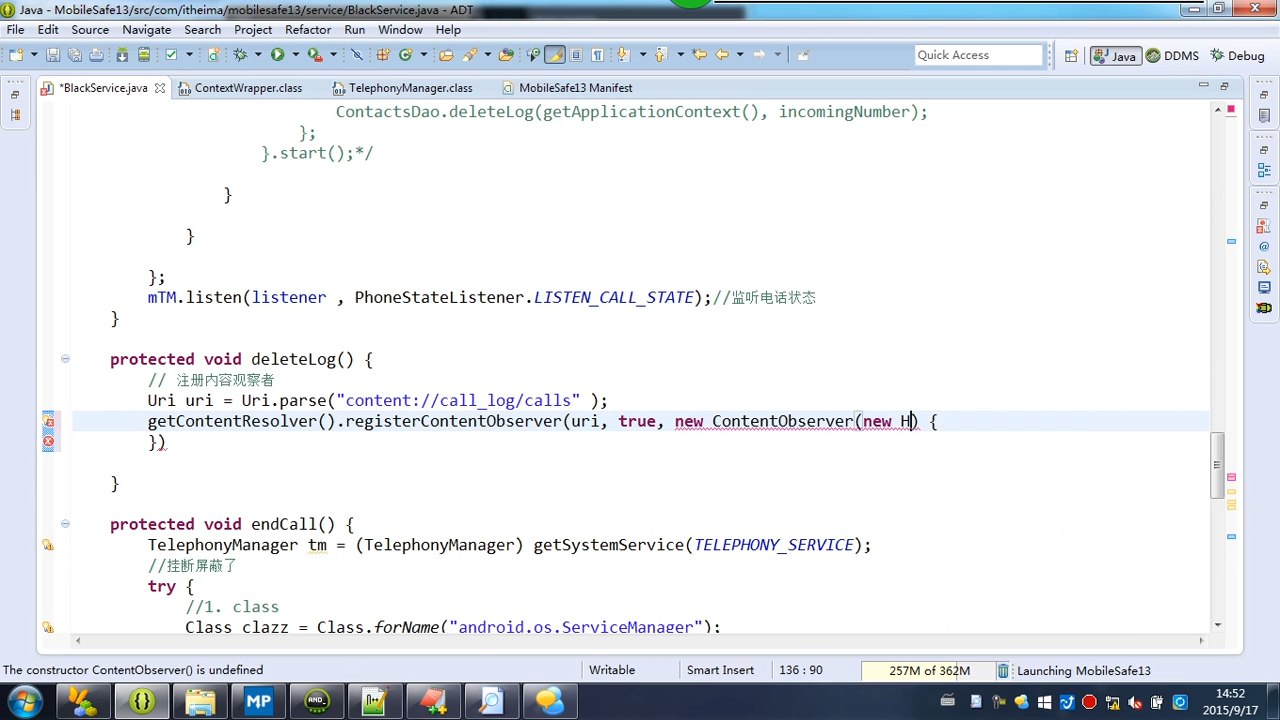 Java - MobileSafe13/src/com/itheima/mobilesafe13/service/BlackService.java - ADT
File Edit Source Navigate Search Project Refactor Run Window Help
Quick Access
Java
DDMS
Debug
*BlackService.java
ContextWrapper.class
TelephonyManager.class
MobileSafe13 Manifest
ContactsDao.deleteLog(getApplicationContext(), incomingNumber);
};
}.start();*/
}
}
};
mTM.listen(listener , PhoneStateListener.LISTEN_CALL_STATE);//监听电话状态
}
protected void deleteLog() {
// 注册内容观察者
Uri uri = Uri.parse("content://call_log/calls" );
getContentResolver().registerContentObserver(uri, true, new ContentObserver(new H) {
})
}
protected void endCall() {
TelephonyManager tm = (TelephonyManager) getSystemService(TELEPHONY_SERVICE);
//挂断屏蔽了
try {
//1. class
Class clazz = Class.forName("android.os.ServiceManager");
The constructor ContentObserver() is undefined
Writable
Smart Insert
136 : 90
257M of 362M
Launching MobileSafe13
MP
AND_
14:52
2015/9/17